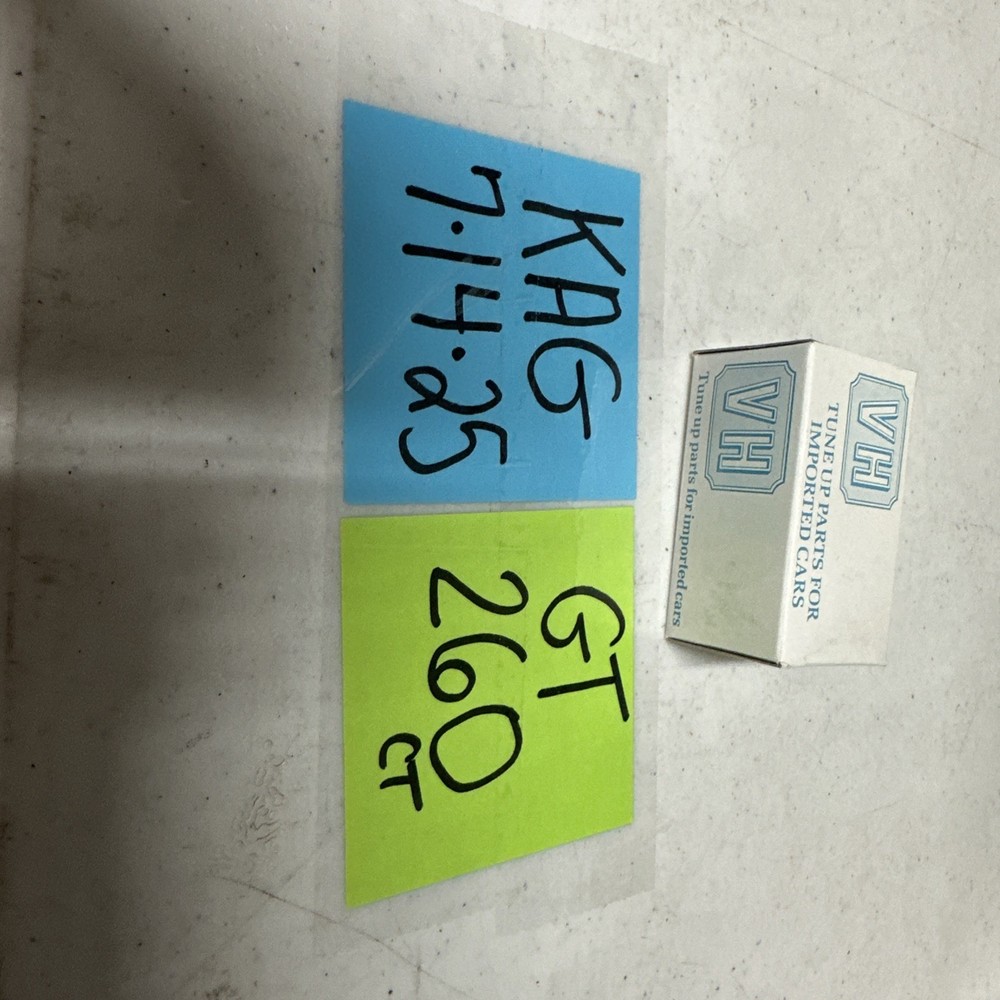 KAG
7.14.25
GT
260
CT
VH
TUNE UP PARTS FOR
IMPORTED CARS
VH
Tune up parts for imported cars